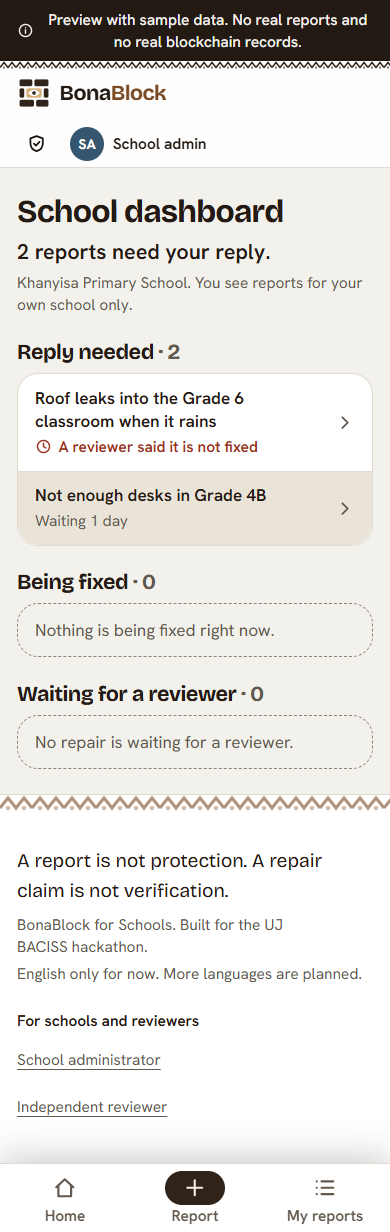 Preview with sample data. No real reports and
no real blockchain records.
BonaBlock
SA School admin
School dashboard
2 reports need your reply.
Khanyisa Primary School. You see reports for your
own school only.
Reply needed · 2
Roof leaks into the Grade 6
classroom when it rains
A reviewer said it is not fixed
Not enough desks in Grade 4B
Waiting 1 day
Being fixed · 0
Nothing is being fixed right now.
Waiting for a reviewer · 0
No repair is waiting for a reviewer.
A report is not protection. A repair
claim is not verification.
BonaBlock for Schools. Built for the UJ
BACISS hackathon.
English only for now. More languages are planned.
For schools and reviewers
School administrator
Independent reviewer
Home Report My reports